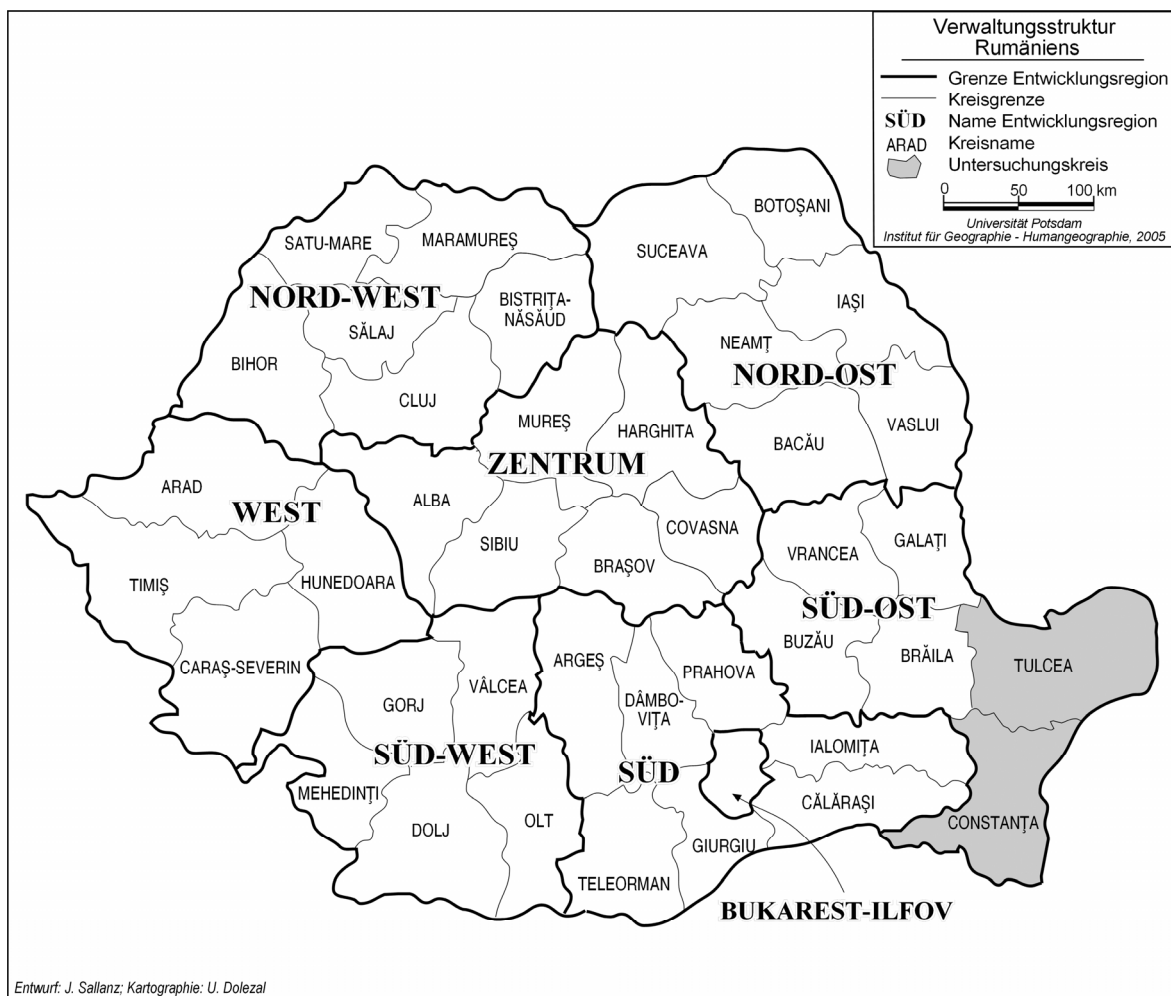 Verwaltungsstruktur
Rumäniens
Grenze Entwicklungsregion
Kreisgrenze
SÜD Name Entwicklungsregion
ARAD Kreisname
Untersuchungskreis
0 50 100 km
Universität Potsdam
Institut für Geographie - Humangeographie, 2005
BOTOŞANI
SATU-MARE
MARAMUREŞ
SUCEAVA
NORD-WEST
BISTRIŢA-
NĂSĂUD
IAŞI
SĂLAJ
NEAMŢ
BIHOR
NORD-OST
CLUJ
MUREŞ
HARGHITA
BACĂU
VASLUI
ZENTRUM
ARAD
ALBA
WEST
COVASNA
GALAŢI
SIBIU
VRANCEA
BRAŞOV
TIMIŞ
HUNEDOARA
SÜD-OST
BUZĂU
BRĂILA
TULCEA
CARAŞ-SEVERIN
ARGEŞ
PRAHOVA
VÂLCEA
GORJ
DÂMBO-
VIŢA
IALOMIŢA
SÜD-WEST
SÜD
MEHEDINŢI
CĂLĂRAŞI
OLT
CONSTANŢA
DOLJ
GIURGIU
TELEORMAN
BUKAREST-ILFOV
Entwurf: J. Sallanz; Kartographie: U. Dolezal